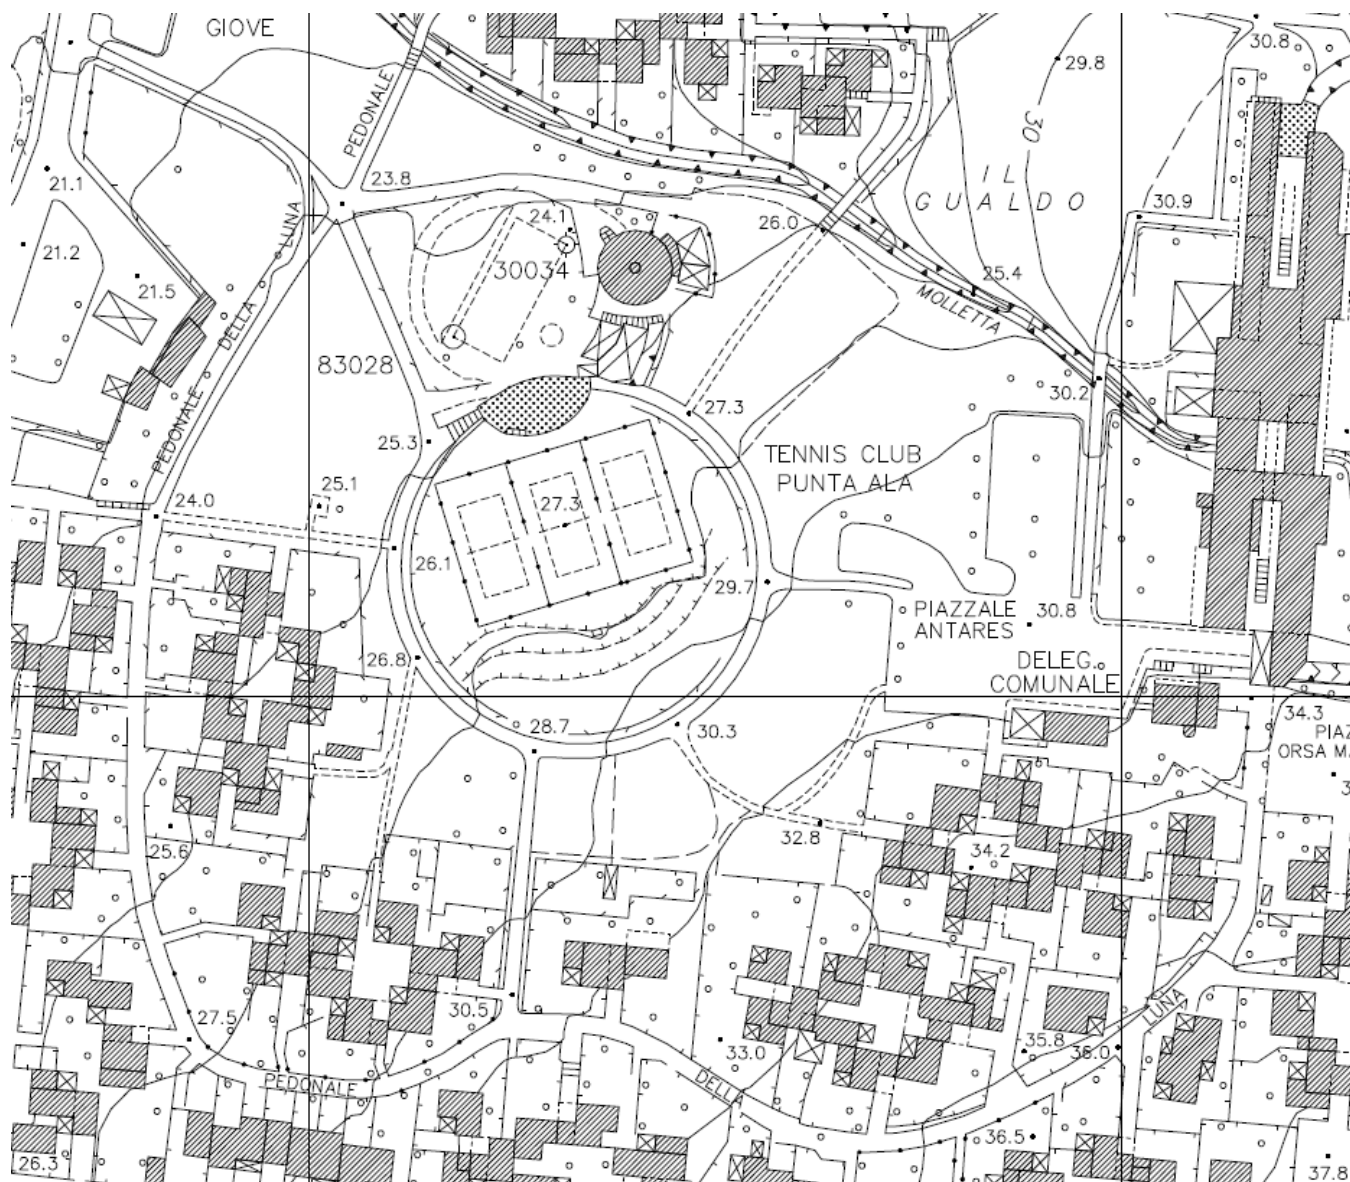 GIOVE
30.8
29.8
PEDONALE
30
21.1
23.8
IL
GUALDO
30.9
24.1
26.0
21.2
LUNA
30034
25.4
21.5
MOLLETTA
DELLA
83028
30.2
27.3
PEDONALE
25.3
TENNIS CLUB
PUNTA ALA
25.1
24.0
27.3
26.1
29.7
PIAZZALE
ANTARES
30.8
26.8
DELEG.
COMUNALE
34.3
28.7
30.3
PIAZ
ORSA M
32.8
25.6
34.2
30.5
LUNA
27.5
33.0
35.8
36.0
PEDONALE
DELLA
36.5
26.3
37.8